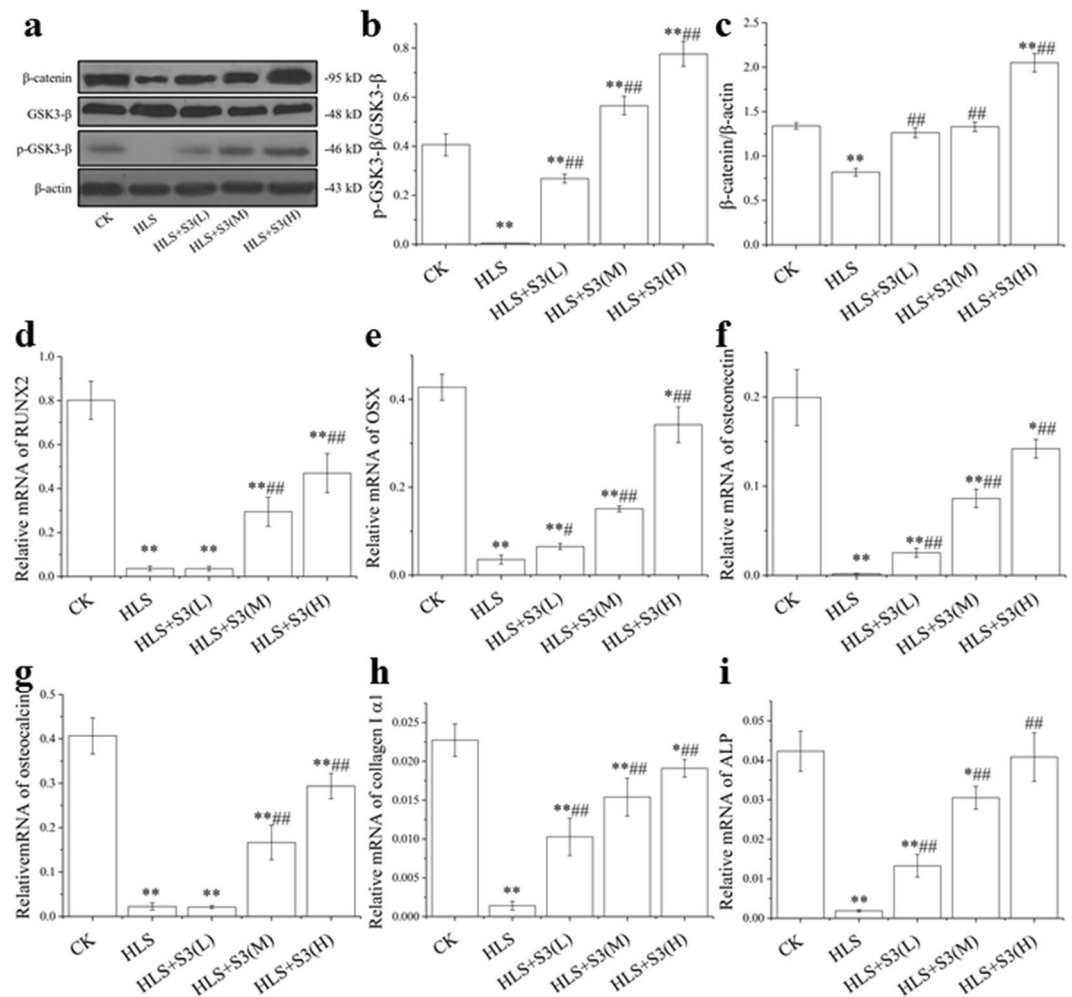 a
β-catenin
-95 kD
GSK3-β
-48 kD
p-GSK3-β
-46 kD
β-actin
-43 kD
CK
HLS
HLS+S3(L)
HLS+S3(M)
HLS+S3(H)
b
p-GSK3-β/GSK3-β
0.8
0.6
0.4
0.2
0.0
**
**##
**##
**##
CK
HLS
HLS+S3(L)
HLS+S3(M)
HLS+S3(H)
c
β-catenin/β-actin
2.5
2.0
1.5
1.0
0.5
0.0
**
##
##
**##
CK
HLS
HLS+S3(L)
HLS+S3(M)
HLS+S3(H)
d
Relative mRNA of RUNX2
1.0
0.8
0.6
0.4
0.2
0.0
**
**
**##
**##
CK
HLS
HLS+S3(L)
HLS+S3(M)
HLS+S3(H)
e
Relative mRNA of OSX
0.4
0.2
0.0
**
**#
**##
*##
CK
HLS
HLS+S3(L)
HLS+S3(M)
HLS+S3(H)
f
Relative mRNA of osteonectin
0.2
0.1
0.0
**
**##
**##
*##
CK
HLS
HLS+S3(L)
HLS+S3(M)
HLS+S3(H)
g
RelativemRNA of osteocalcin
0.5
0.4
0.3
0.2
0.1
0.0
**
**
**##
**##
CK
HLS
HLS+S3(L)
HLS+S3(M)
HLS+S3(H)
h
Relative mRNA of collagen I α1
0.025
0.020
0.015
0.010
0.005
0.000
**
**##
**##
*##
CK
HLS
HLS+S3(L)
HLS+S3(M)
HLS+S3(H)
i
Relative mRNA of ALP
0.05
0.04
0.03
0.02
0.01
0.00
**
**##
*##
##
CK
HLS
HLS+S3(L)
HLS+S3(M)
HLS+S3(H)